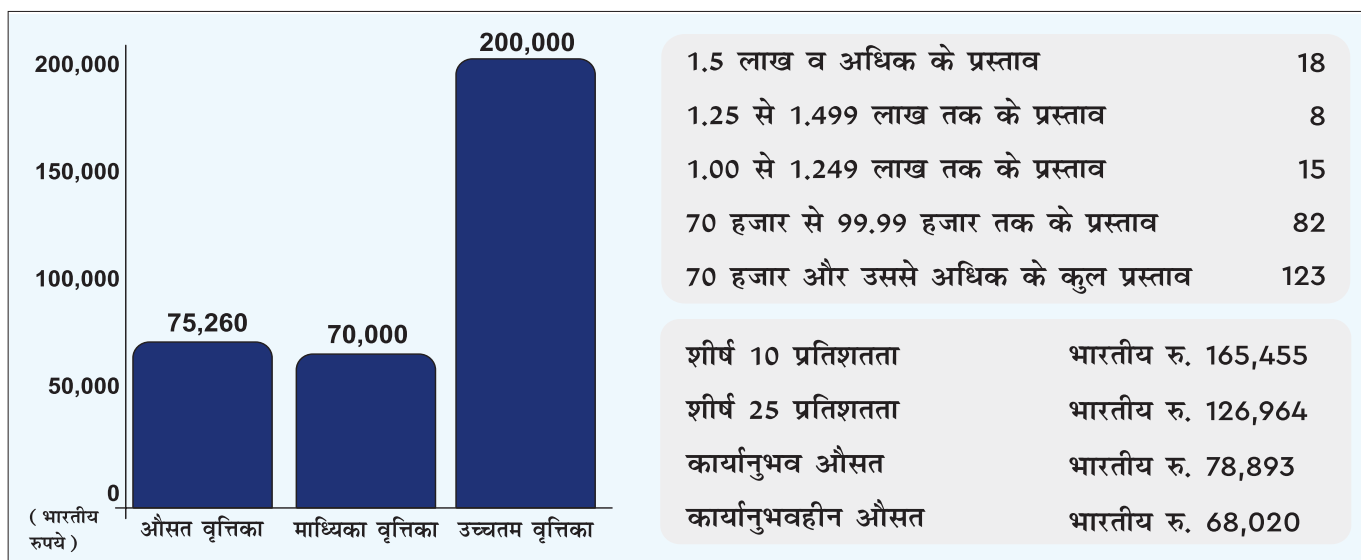 200,000
150,000
100,000
50,000
0
( भारतीय
रुपये )
75,260
70,000
200,000
औसत वृत्तिका
माध्यिका वृत्तिका
उच्चतम वृत्तिका
1.5 लाख व अधिक के प्रस्ताव 18
1.25 से 1.499 लाख तक के प्रस्ताव 8
1.00 से 1.249 लाख तक के प्रस्ताव 15
70 हजार से 99.99 हजार तक के प्रस्ताव 82
70 हजार और उससे अधिक के कुल प्रस्ताव 123
शीर्ष 10 प्रतिशतता भारतीय रु. 165,455
शीर्ष 25 प्रतिशतता भारतीय रु. 126,964
कार्यानुभव औसत भारतीय रु. 78,893
कार्यानुभवहीन औसत भारतीय रु. 68,020